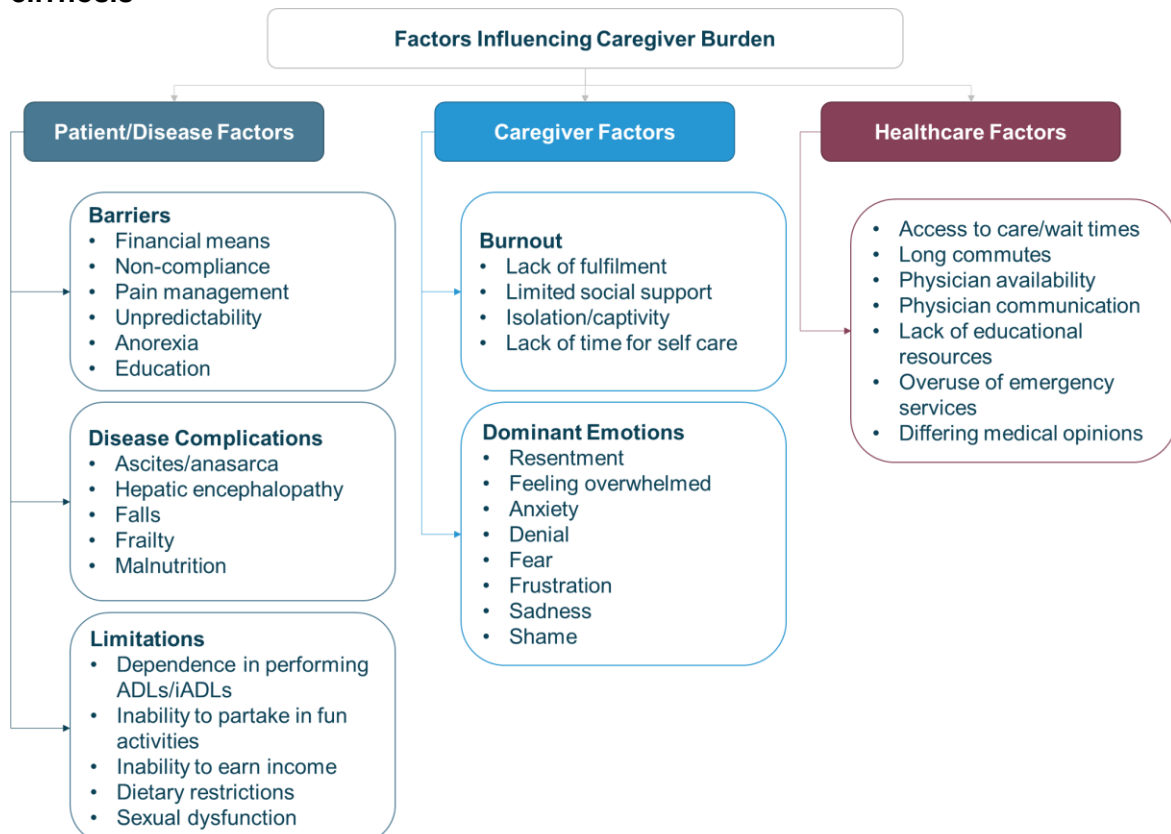 cirrhosis
Factors Influencing Caregiver Burden
Patient/Disease Factors
Barriers
• Financial means
• Non-compliance
• Pain management
• Unpredictability
• Anorexia
• Education
Disease Complications
• Ascites/anasarca
• Hepatic encephalopathy
• Falls
• Frailty
• Malnutrition
Limitations
• Dependence in performing
ADLs/iADLs
• Inability to partake in fun
activities
• Inability to earn income
• Dietary restrictions
• Sexual dysfunction
Caregiver Factors
Burnout
• Lack of fulfilment
• Limited social support
• Isolation/captivity
• Lack of time for self care
Dominant Emotions
• Resentment
• Feeling overwhelmed
• Anxiety
• Denial
• Fear
• Frustration
• Sadness
• Shame
Healthcare Factors
• Access to care/wait times
• Long commutes
• Physician availability
• Physician communication
• Lack of educational
resources
• Overuse of emergency
services
• Differing medical opinions